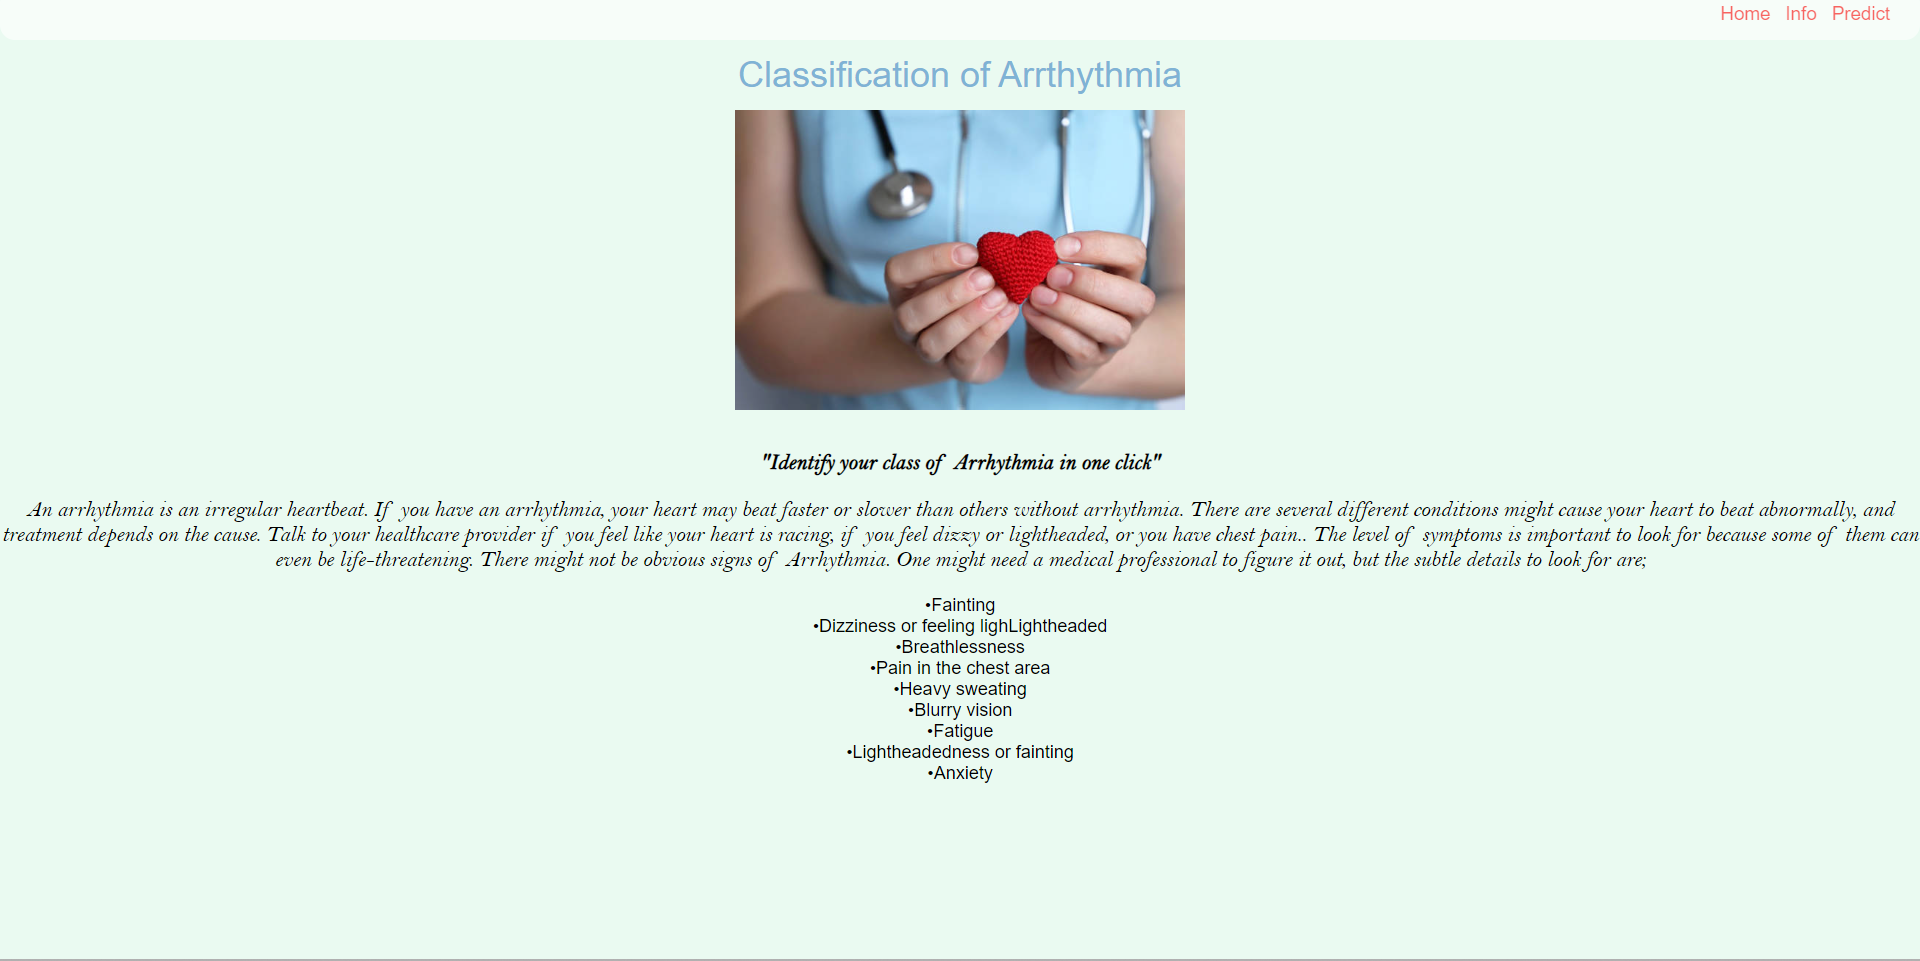 Home Info Predict
Classification of Arrthythmia
"Identify your class of Arrhythmia in one click"
An arrhythmia is an irregular heartbeat. If you have an arrhythmia, your heart may beat faster or slower than others without arrhythmia. There are several different conditions might cause your heart to beat abnormally, and
treatment depends on the cause. Talk to your healthcare provider if you feel like your heart is racing, if you feel dizzy or lightheaded, or you have chest pain.. The level of symptoms is important to look for because some of them can
even be life-threatening. There might not be obvious signs of Arrhythmia. One might need a medical professional to figure it out, but the subtle details to look for are;
•Fainting
•Dizziness or feeling lighLightheaded
•Breathlessness
•Pain in the chest area
•Heavy sweating
•Blurry vision
•Fatigue
•Lightheadedness or fainting
•Anxiety